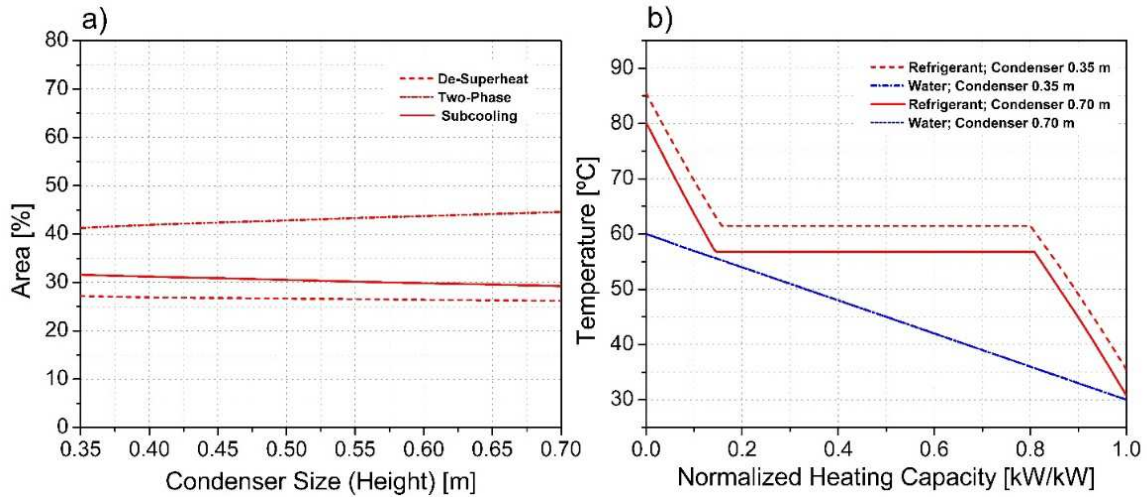 a)
80
70
60
50
40
30
20
10
0
Area [%]
De-Superheat
Two-Phase
Subcooling
0.35 0.40 0.45 0.50 0.55 0.60 0.65 0.70
Condenser Size (Height) [m]
b)
90
80
70
60
50
40
30
Temperature [ºC]
Refrigerant; Condenser 0.35 m
Water; Condenser 0.35 m
Refrigerant; Condenser 0.70 m
Water; Condenser 0.70 m
0.0 0.2 0.4 0.6 0.8 1.0
Normalized Heating Capacity [kW/kW]